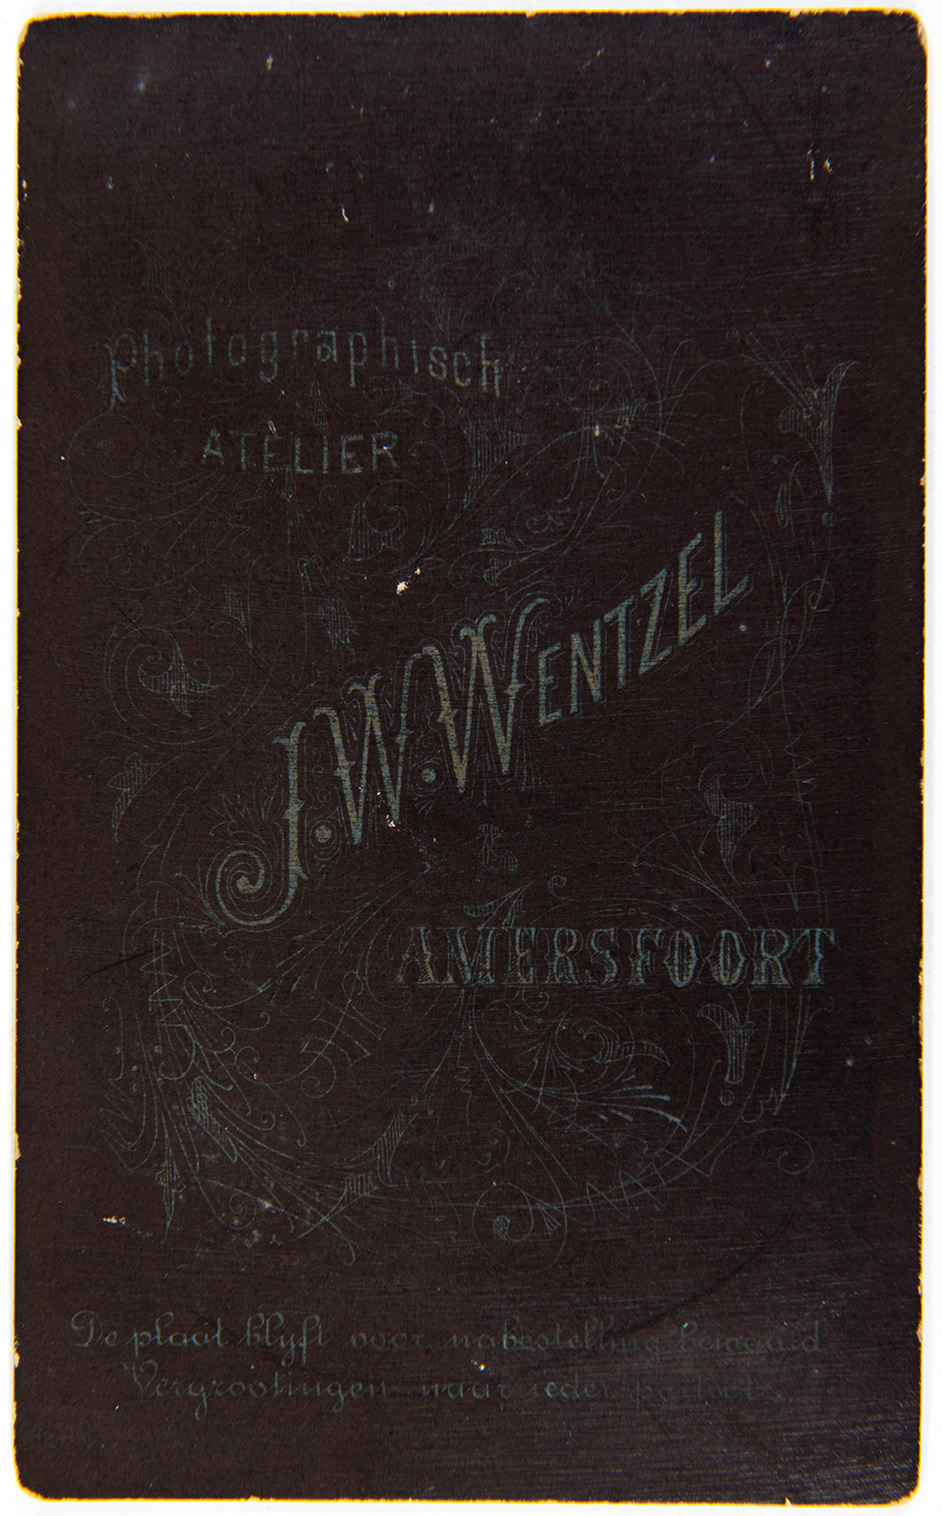 Photographisch
ATELIER
J. W. WENTZEL
AMERSFOORT
De plaat blyft voor nabestelling bewaard
Vergrootingen naar ieder portret